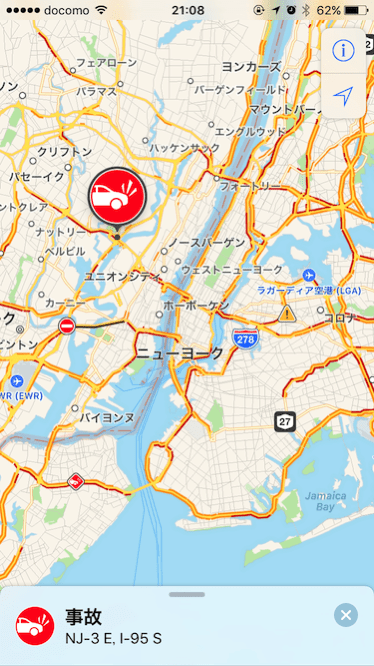 docomo 21:08 62%
フェアローン
ヨンカーズ
パラマス
バーゲンフィールド
マウントバー
エングルウッド
クリフトン
ハッケンサック
パセーイク
フォートリー
ントクレア
ナットリー
ノースバーゲン
ベルビル
ユニオンシテ
ウェストニューヨーク
ラガーディア空港 (LGA)
カーニー
ホーボーケン
ク
コロナ
278
ニューヨーク
ビントン
WR (EWR)
バイヨンヌ
27
Jamaica
Bay
事故
NJ-3 E, I-95 S